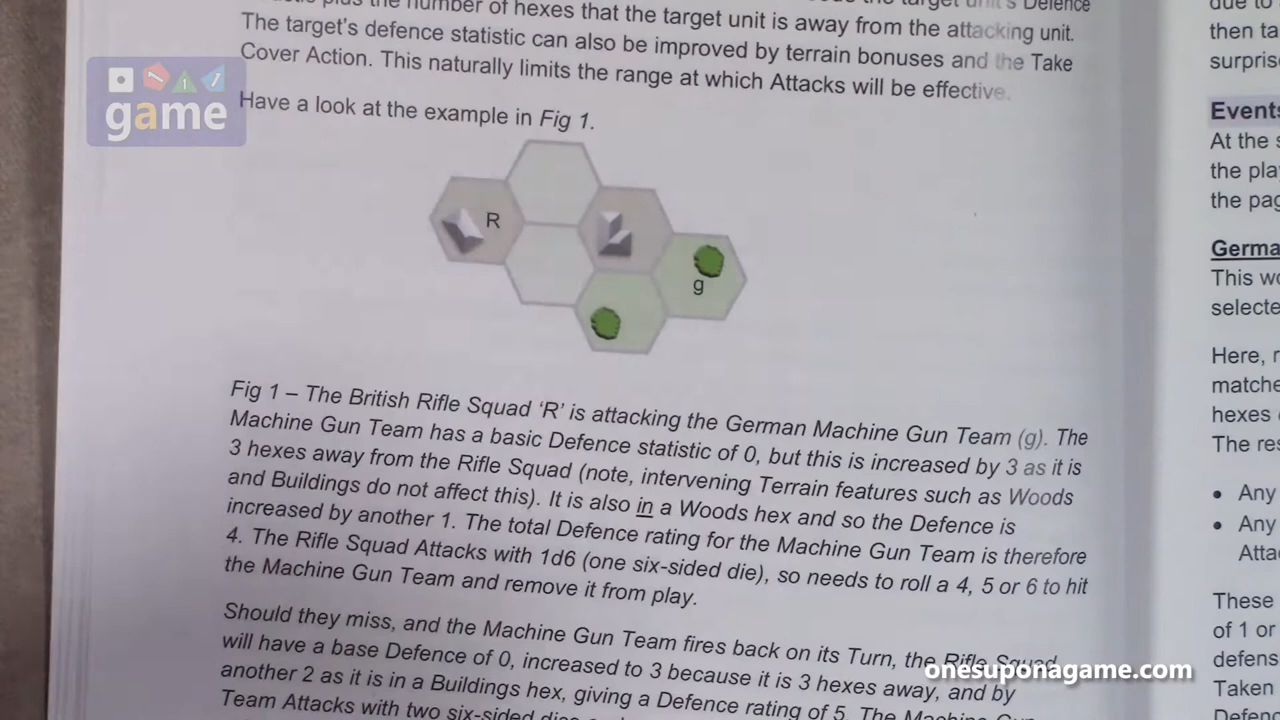 plus the number of hexes that the target unit is away from the attacking unit.
The target's defence statistic can also be improved by terrain bonuses and the Take
Cover Action. This naturally limits the range at which Attacks will be effective.
Have a look at the example in Fig 1.
game
R
g
Fig 1 – The British Rifle Squad 'R' is attacking the German Machine Gun Team (g). The
Machine Gun Team has a basic Defence statistic of 0, but this is increased by 3 as it is
3 hexes away from the Rifle Squad (note, intervening Terrain features such as Woods
and Buildings do not affect this). It is also in a Woods hex and so the Defence is
increased by another 1. The total Defence rating for the Machine Gun Team is therefore
4. The Rifle Squad Attacks with 1d6 (one six-sided die), so needs to roll a 4, 5 or 6 to hit
the Machine Gun Team and remove it from play.
Should they miss, and the Machine Gun Team fires back on its Turn, the Rifle Squad
will have a base Defence of 0, increased to 3 because it is 3 hexes away, and by
another 2 as it is in a Buildings hex, giving a Defence rating of 5. The Machine Gun
Team Attacks with two six-sided dice
due to
then ta
surprise
Events
At the s
the pla
the pag
Germa
This wo
selecte
Here, r
matche
hexes
The res
• Any
• Any
Atta
These
of 1 or
defens
Taken
Defenc
onesuponagame.com